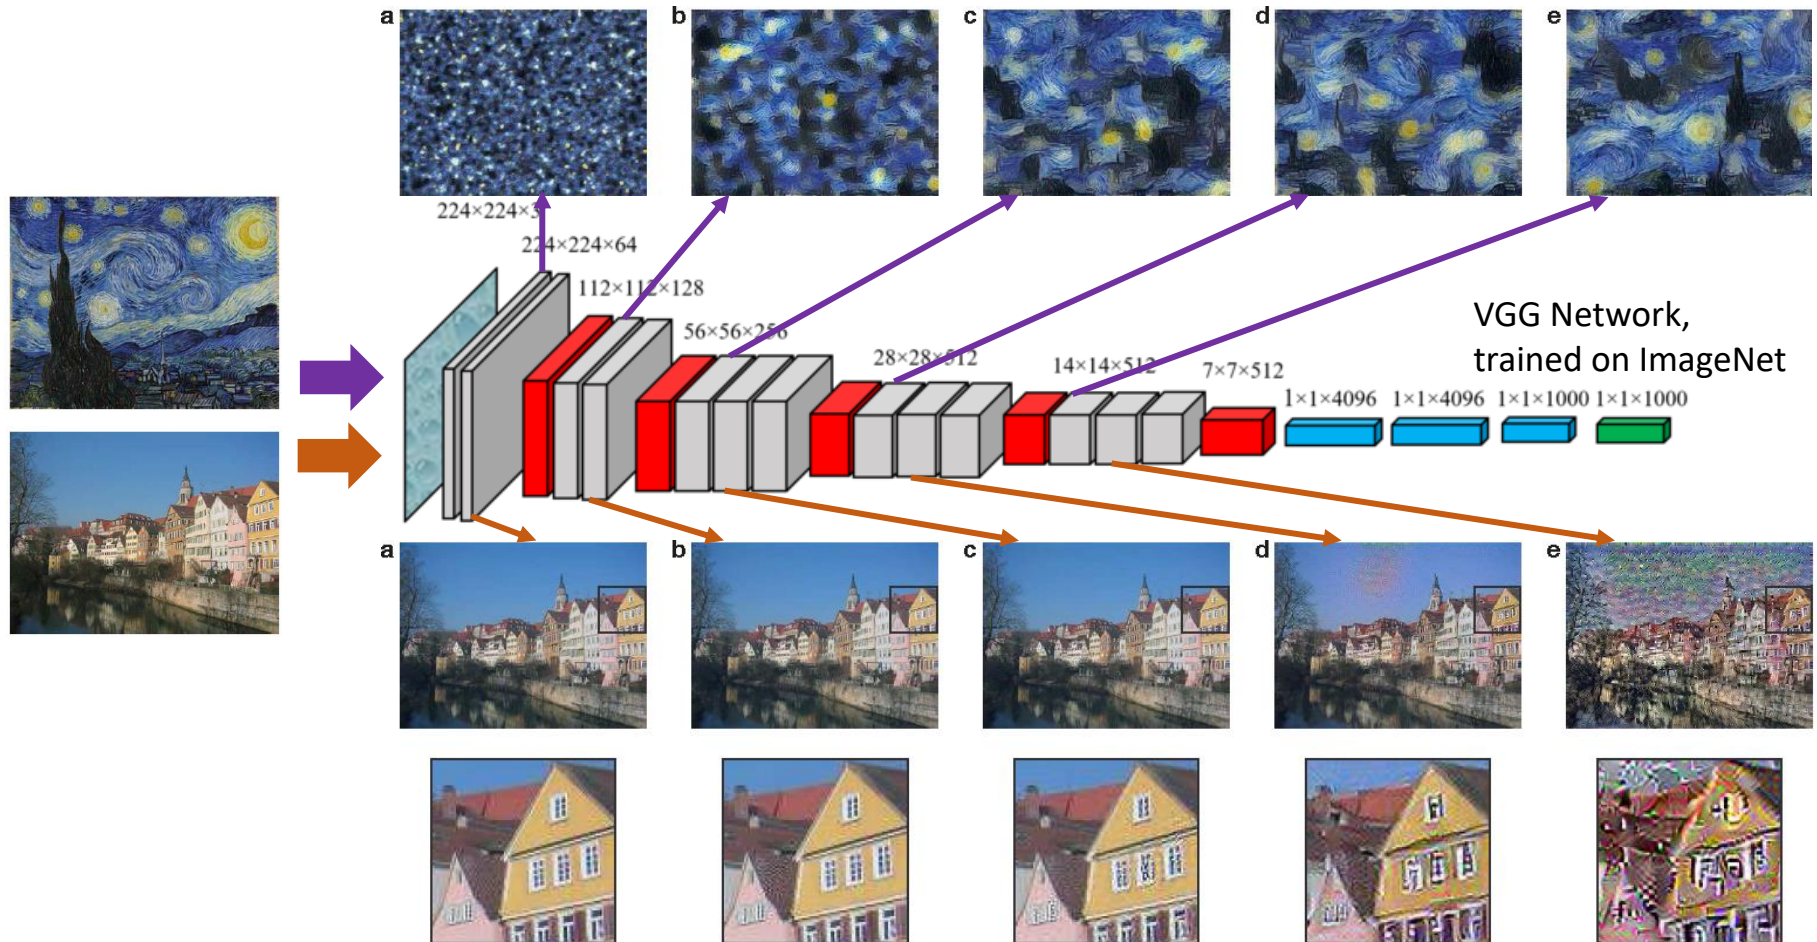 a
b
c
d
e
224×224×3
224×224×64
112×112×128
56×56×256
28×28×512
14×14×512
7×7×512
VGG Network,
trained on ImageNet
1×1×4096
1×1×4096
1×1×1000
1×1×1000
a
b
c
d
e